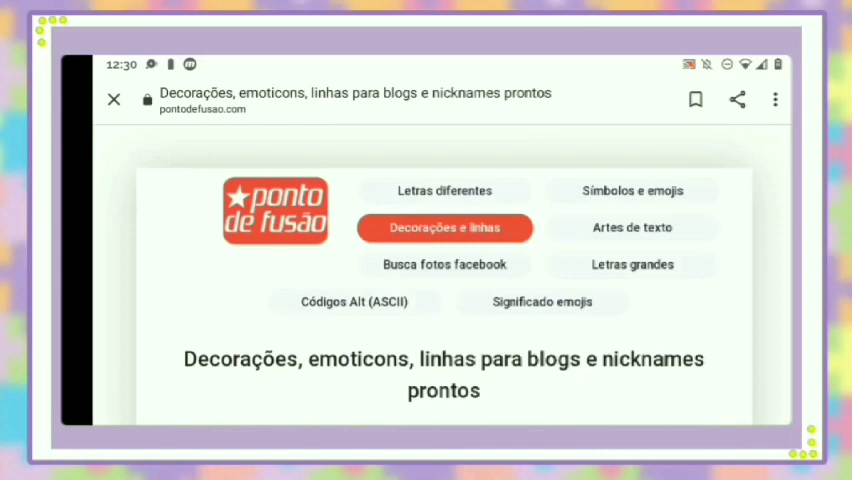 12:30
Decorações, emoticons, linhas para blogs e nicknames prontos
pontodefusao.com
ponto
de fusão
Letras diferentes
Símbolos e emojis
Decorações e linhas
Artes de texto
Busca fotos facebook
Letras grandes
Códigos Alt (ASCII)
Significado emojis
Decorações, emoticons, linhas para blogs e nicknames
prontos